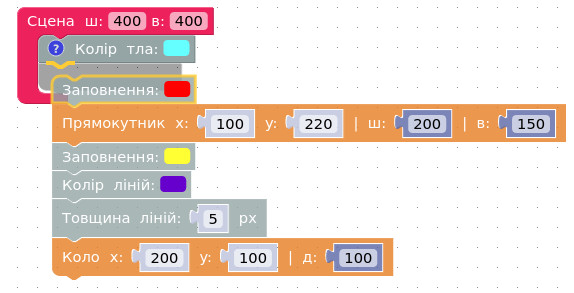 Сцена ш: 400 в: 400
? Колір тла:
Заповнення:
Прямокутник x: 100 y: 220 | ш: 200 | в: 150
Заповнення:
Колір ліній:
Товщина ліній: 5 px
Коло x: 200 y: 100 | д: 100